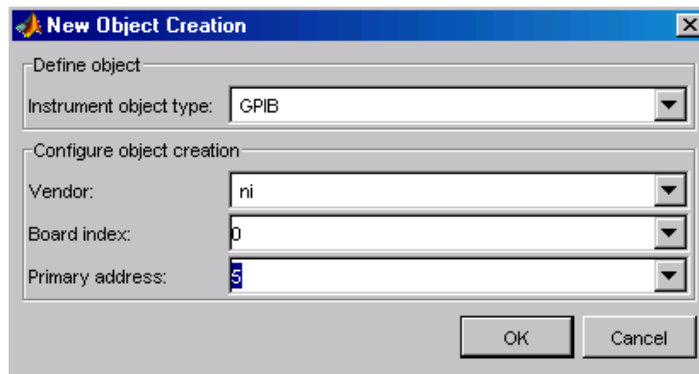 New Object Creation
Define object
Instrument object type: GPIB
Configure object creation
Vendor: ni
Board index: 0
Primary address: 5
OK Cancel